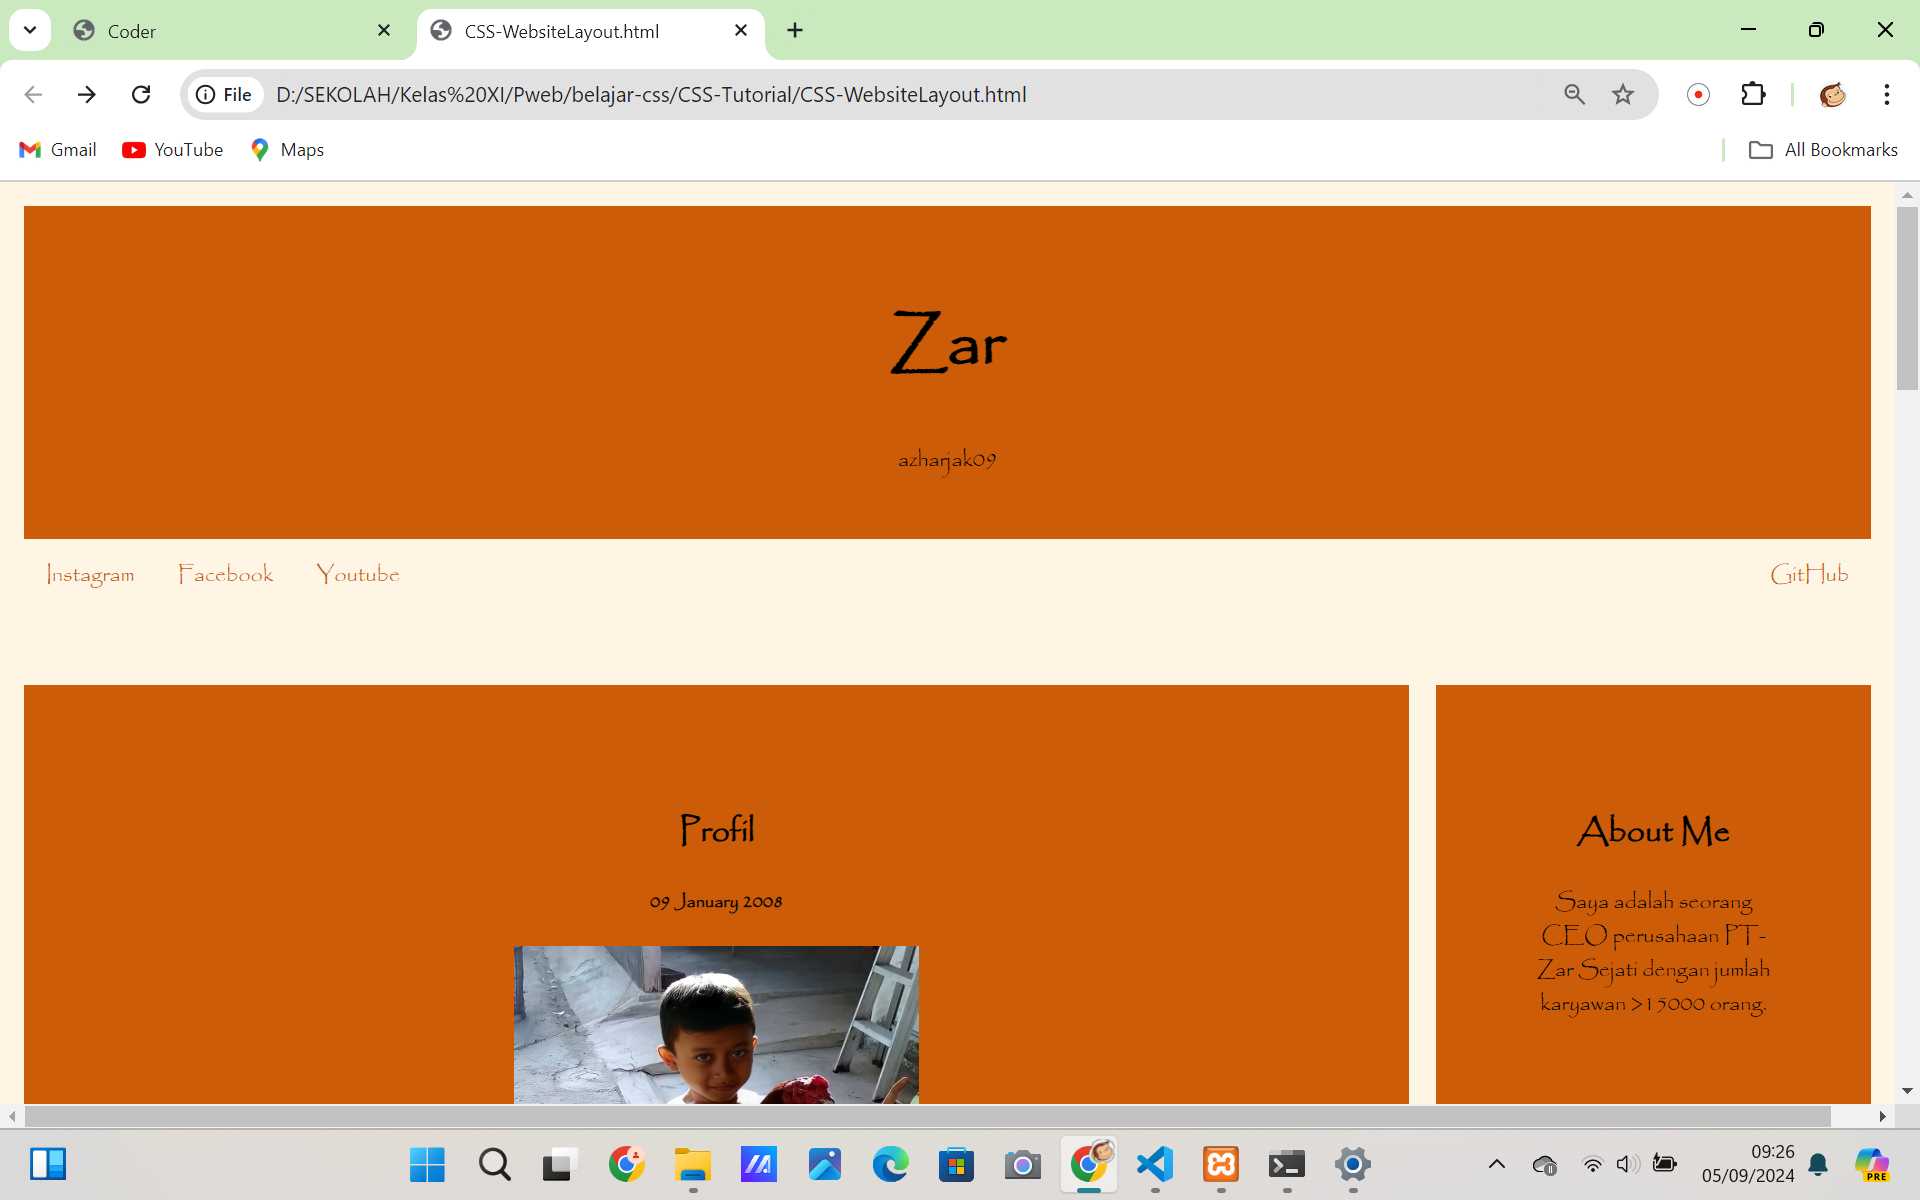 Coder
CSS-WebsiteLayout.html
File
D:/SEKOLAH/Kelas%20XI/Pweb/belajar-css/CSS-Tutorial/CSS-WebsiteLayout.html
Gmail
YouTube
Maps
All Bookmarks
Zar
azharjak09
Instagram
Facebook
Youtube
GitHub
Profil
09 January 2008
About Me
Saya adalah seorang
CEO perusahaan PT-
Zar Sejati dengan jumlah
karyawan >15000 orang.
09:26
05/09/2024
PRE